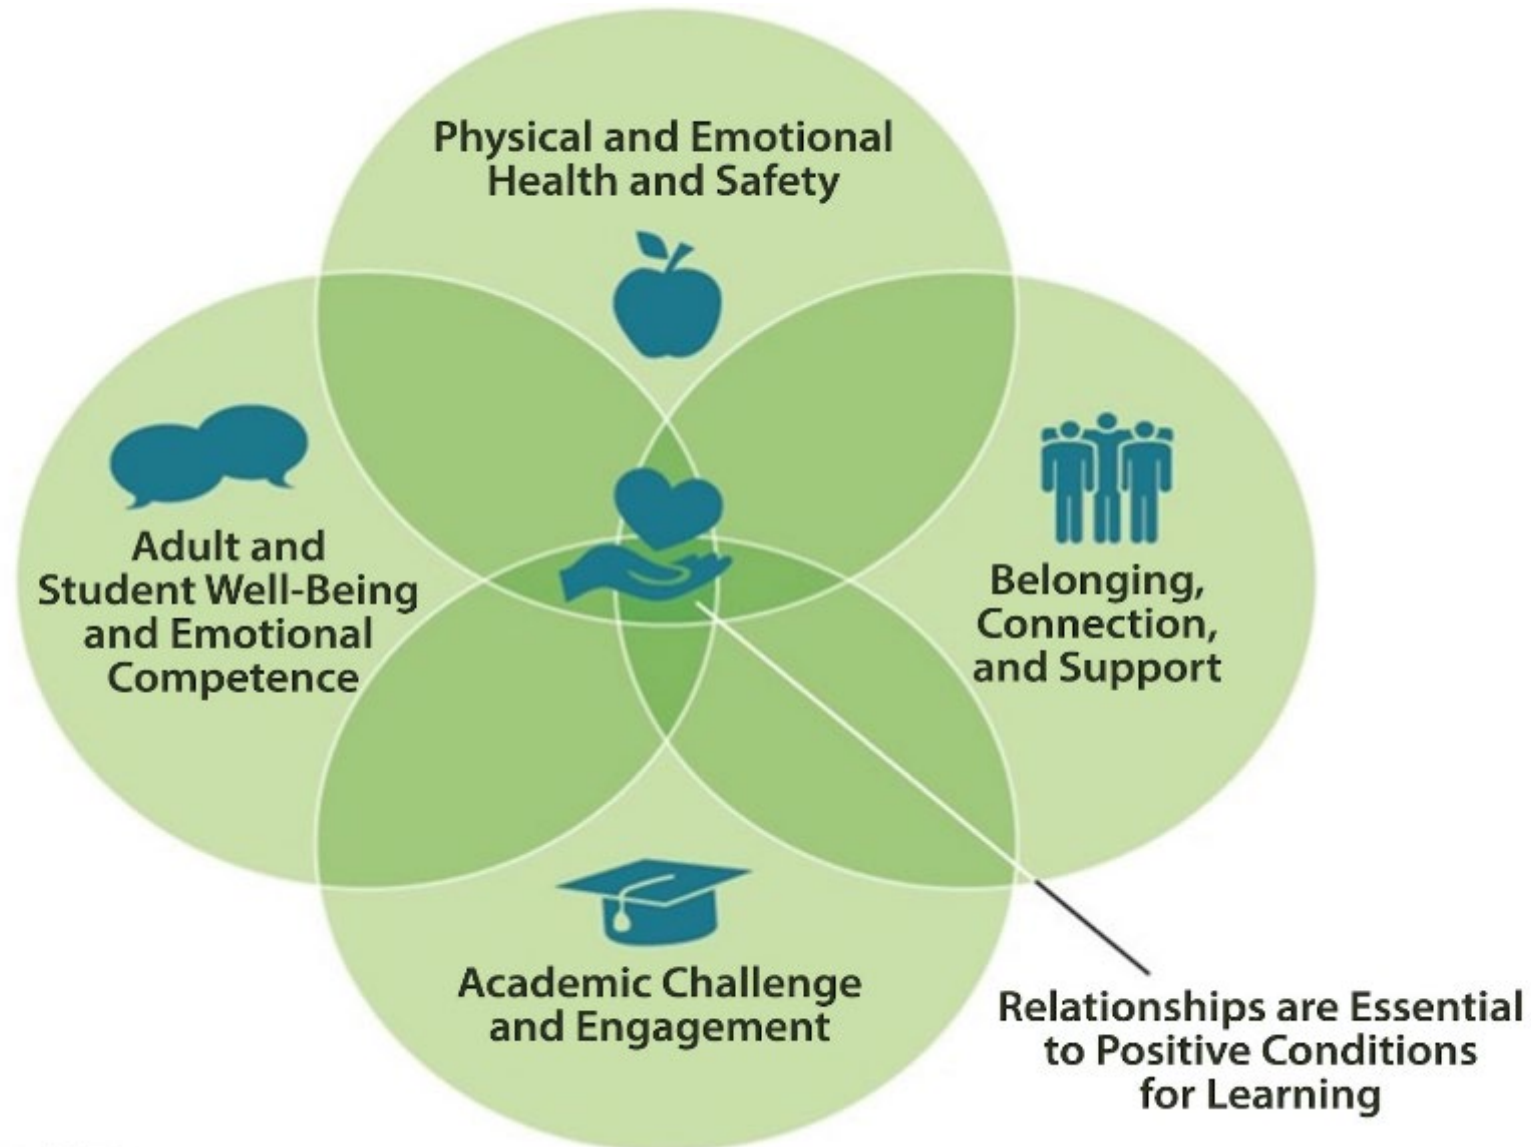 Physical and Emotional
Health and Safety
Adult and
Student Well-Being
and Emotional
Competence
Belonging,
Connection,
and Support
Academic Challenge
and Engagement
Relationships are Essential
to Positive Conditions
for Learning